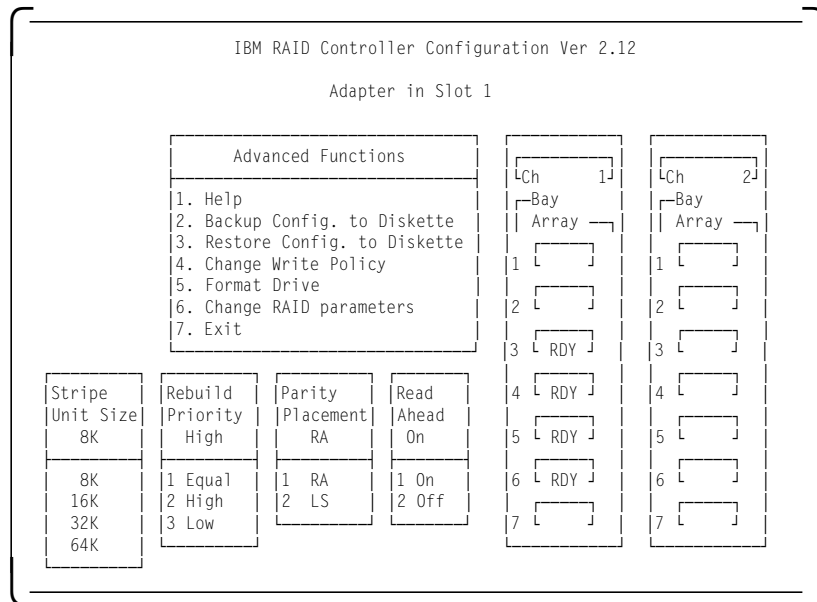 IBM RAID Controller Configuration Ver 2.12
Adapter in Slot 1
Advanced Functions
1. Help
2. Backup Config. to Diskette
3. Restore Config. to Diskette
4. Change Write Policy
5. Format Drive
6. Change RAID parameters
7. Exit
Stripe
Unit Size
8K
8K
16K
32K
64K
Rebuild
Priority
High
1 Equal
2 High
3 Low
Parity
Placement
RA
1 RA
2 LS
Read
Ahead
On
1 On
2 Off
Ch 1
Bay
Array
1
2
3 RDY
4 RDY
5 RDY
6 RDY
7
Ch 2
Bay
Array
1
2
3
4
5
6
7